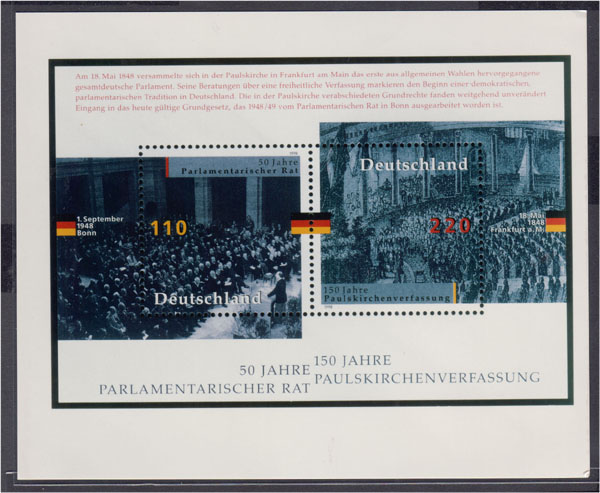 Am 18. Mai 1848 versammelte sich in der Paulskirche in Frankfurt am Main das erste aus allgemeinen Wahlen hervorgegangene
gesamtdeutsche Parlament. Seine Beratungen über eine freiheitliche Verfassung markieren den Beginn einer demokratischen,
parlamentarischen Tradition in Deutschland. Die in der Paulskirche verabschiedeten Grundrechte fanden weitgehend unverändert
Eingang in das heute gültige Grundgesetz, das 1948/49 vom Parlamentarischen Rat in Bonn ausgearbeitet worden ist.
50 Jahre
Parlamentarischer Rat
1. September
1948
Bonn
110
Deutschland
Deutschland
220
18. Mai
1848
Frankfurt a. M.
150 Jahre
Paulskirchenverfassung
50 JAHRE
PARLAMENTARISCHER RAT
150 JAHRE
PAULSKIRCHENVERFASSUNG